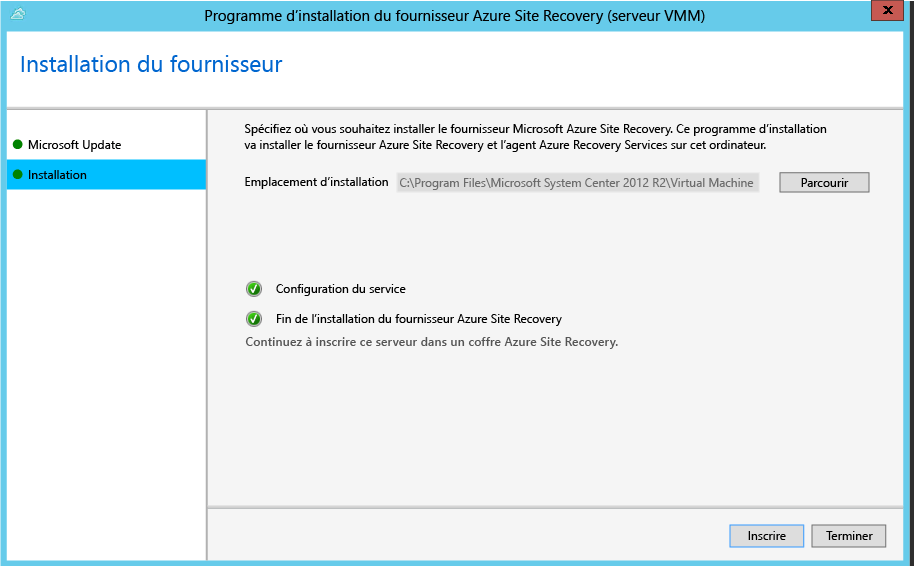 Programme d'installation du fournisseur Azure Site Recovery (serveur VMM)
Installation du fournisseur
Microsoft Update
Installation
Spécifiez où vous souhaitez installer le fournisseur Microsoft Azure Site Recovery. Ce programme d'installation
va installer le fournisseur Azure Site Recovery et l'agent Azure Recovery Services sur cet ordinateur.
Emplacement d'installation C:\Program Files\Microsoft System Center 2012 R2\Virtual Machine Parcourir
Configuration du service
Fin de l'installation du fournisseur Azure Site Recovery
Continuez à inscrire ce serveur dans un coffre Azure Site Recovery.
Inscrire Terminer